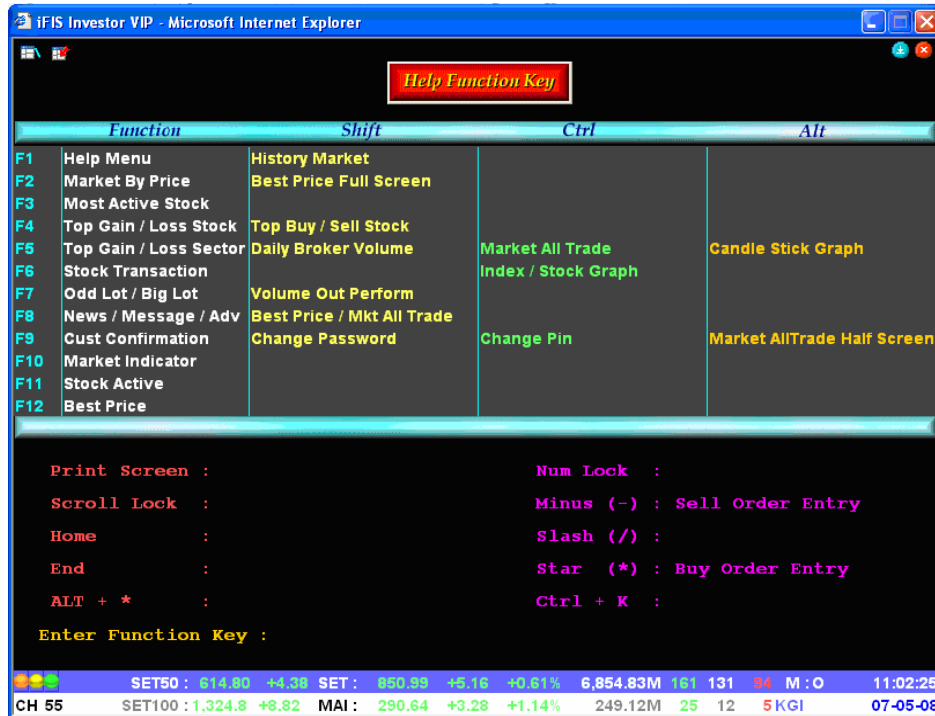 iFIS Investor VIP - Microsoft Internet Explorer
Help Function Key
Function Shift Ctrl Alt
F1 Help Menu History Market
F2 Market By Price Best Price Full Screen
F3 Most Active Stock
F4 Top Gain / Loss Stock Top Buy / Sell Stock
F5 Top Gain / Loss Sector Daily Broker Volume Market All Trade Candle Stick Graph
F6 Stock Transaction Index / Stock Graph
F7 Odd Lot / Big Lot Volume Out Perform
F8 News / Message / Adv Best Price / Mkt All Trade
F9 Cust Confirmation Change Password Change Pin Market AllTrade Half Screen
F10 Market Indicator
F11 Stock Active
F12 Best Price
Print Screen : Num Lock :
Scroll Lock : Minus (-) : Sell Order Entry
Home : Slash (/) :
End : Star (*) : Buy Order Entry
ALT + * : Ctrl + K :
Enter Function Key :
SET50 : 614.80 +4.38 SET : 850.99 +5.16 +0.61% 6,854.83M 161 131 94 M : O 11:02:25
CH 55 SET100 : 1,324.8 +8.82 MAI : 290.64 +3.28 +1.14% 249.12M 25 12 5 KGI 07-05-08